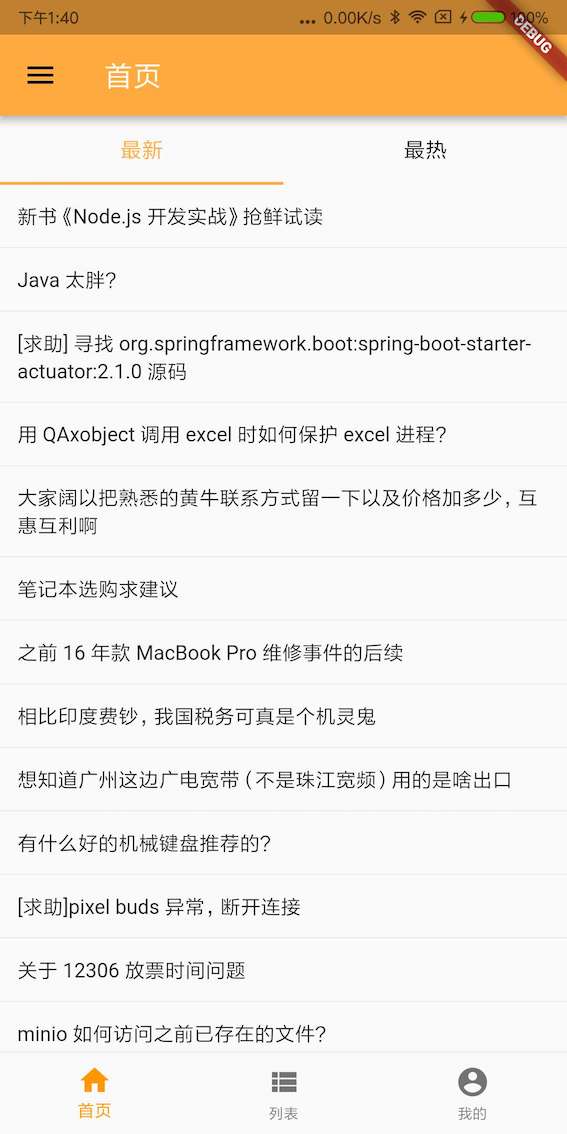 下午1:40 ... 0.00K/s 100%
DEBUG
首页
最新 最热
新书《Node.js 开发实战》抢鲜试读
Java 太胖?
[求助] 寻找 org.springframework.boot:spring-boot-starter-
actuator:2.1.0 源码
用 QAxobject 调用 excel 时如何保护 excel 进程?
大家阔以把熟悉的黄牛联系方式留一下以及价格加多少，互
惠互利啊
笔记本选购求建议
之前 16 年款 MacBook Pro 维修事件的后续
相比印度费钞，我国税务可真是个机灵鬼
想知道广州这边广电宽带（不是珠江宽频）用的是啥出口
有什么好的机械键盘推荐的?
[求助]pixel buds 异常，断开连接
关于 12306 放票时间问题
minio 如何访问之前已存在的文件?
首页 列表 我的